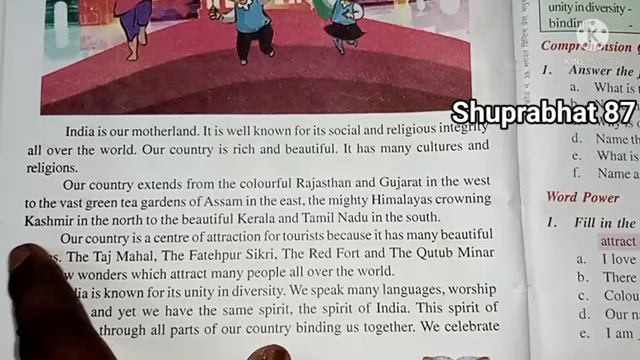 India is our motherland. It is well known for its social and religious integrity
all over the world. Our country is rich and beautiful. It has many cultures and
religions.
Our country extends from the colourful Rajasthan and Gujarat in the west
to the vast green tea gardens of Assam in the east, the mighty Himalayas crowning
Kashmir in the north to the beautiful Kerala and Tamil Nadu in the south.
Our country is a centre of attraction for tourists because it has many beautiful
The Taj Mahal, The Fatehpur Sikri, The Red Fort and The Qutub Minar
wonders which attract many people all over the world.
is known for its unity in diversity. We speak many languages, worship
and yet we have the same spirit, the spirit of India. This spirit of
through all parts of our country binding us together. We celebrate
unity in diversity -
binding
Comprehension
1. Answer the
a. What is
Shuprabhat 87
d. Name th
e. What is
f. Name a
Word Power
1. Fill in the
attract
a. I love
b. There
c. Colou
d. Our n
e. I am
KINEMASTER